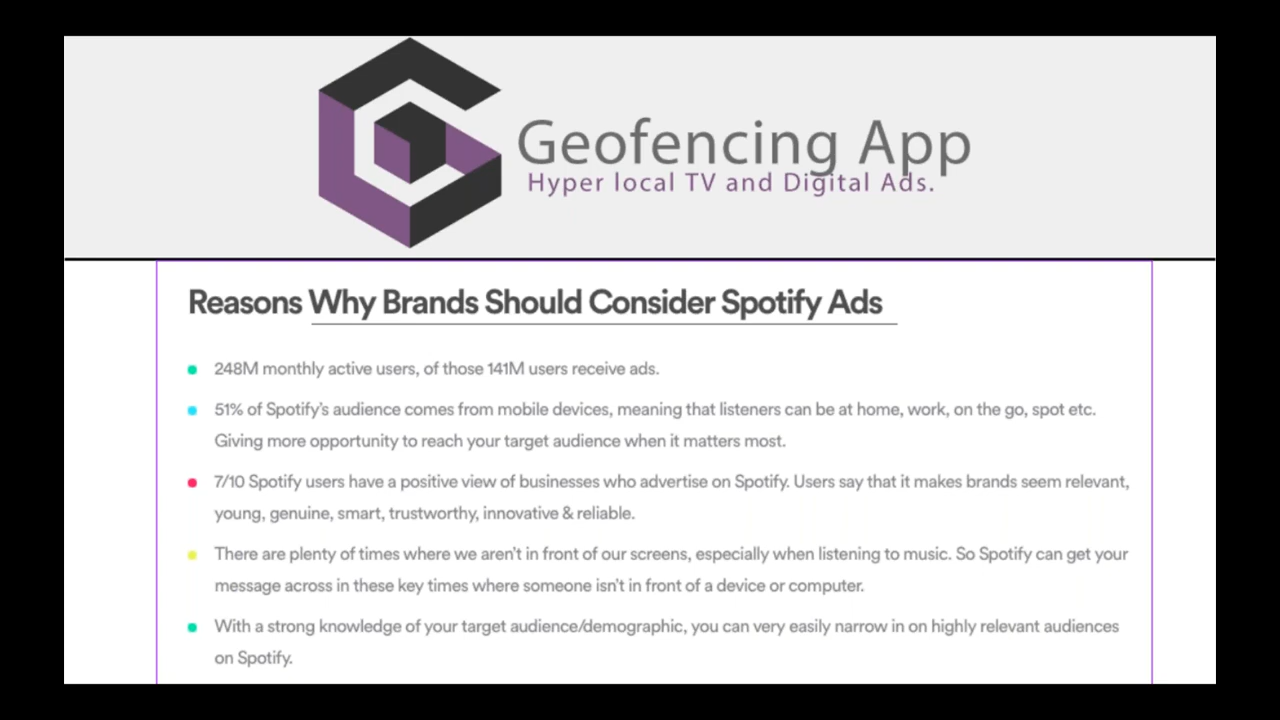 Geofencing App
Hyper local TV and Digital Ads.
Reasons Why Brands Should Consider Spotify Ads
248M monthly active users, of those 141M users receive ads.
51% of Spotify's audience comes from mobile devices, meaning that listeners can be at home, work, on the go, spot etc.
Giving more opportunity to reach your target audience when it matters most.
7/10 Spotify users have a positive view of businesses who advertise on Spotify. Users say that it makes brands seem relevant,
young, genuine, smart, trustworthy, innovative & reliable.
There are plenty of times where we aren't in front of our screens, especially when listening to music. So Spotify can get your
message across in these key times where someone isn't in front of a device or computer.
With a strong knowledge of your target audience/demographic, you can very easily narrow in on highly relevant audiences
on Spotify.